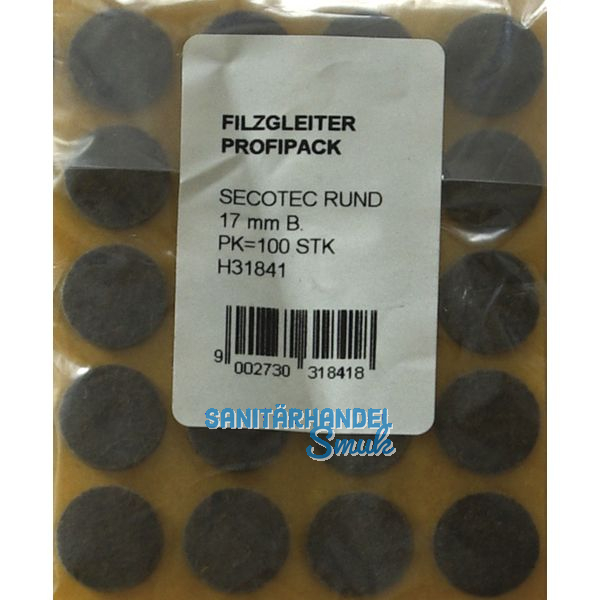 FILZGLEITER
PROFIPACK
SECOTEC RUND
17 mm B.
PK=100 STK
H31841
9 002730 318418
SANITÄRHANDEL
Smuk